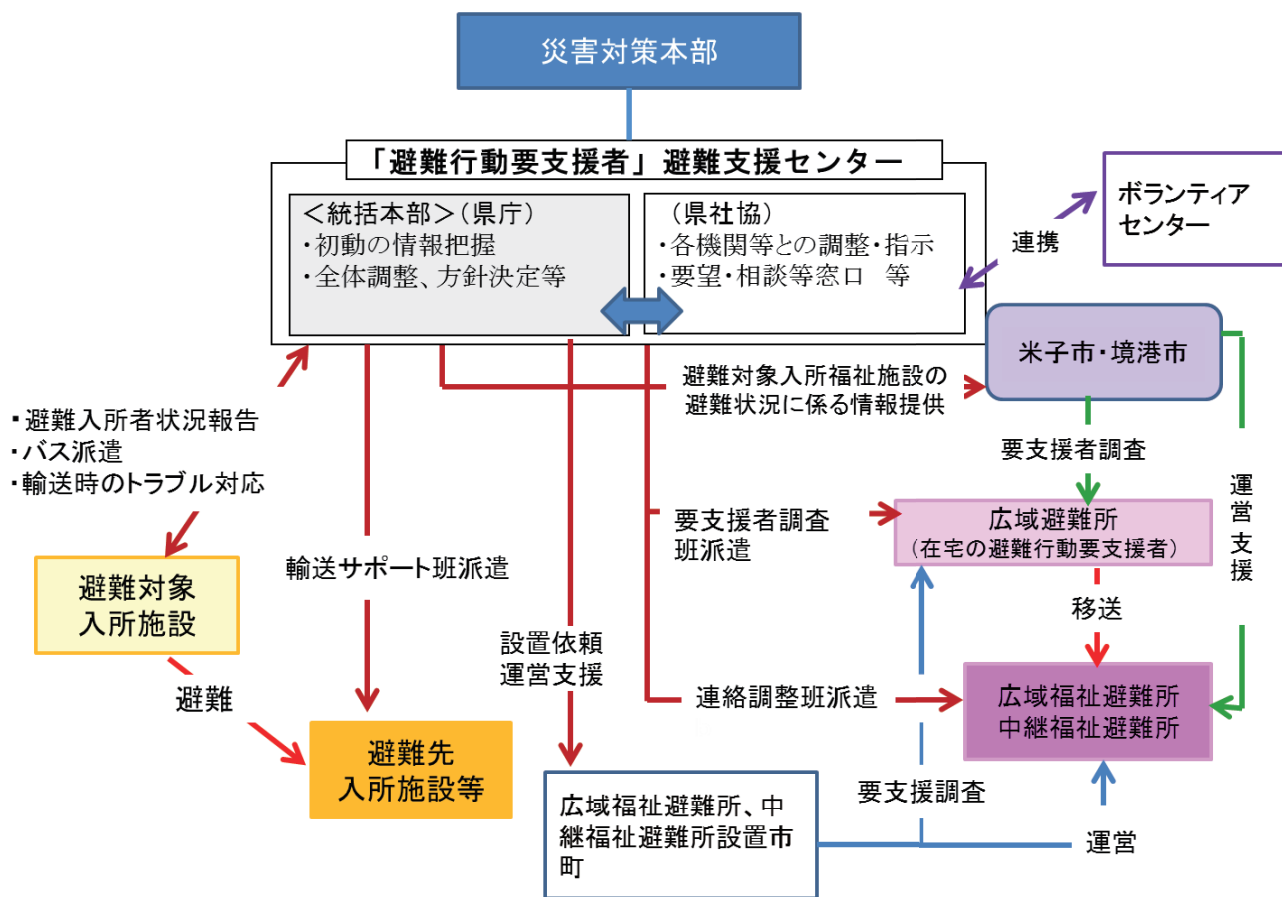 災害対策本部
「避難行動要支援者」避難支援センター
＜統括本部＞（県庁）
・初動の情報把握
・全体調整、方針決定等
（県社協）
・各機関等との調整・指示
・要望・相談等窓口　等
連携
ボランティア
センター
米子市・境港市
避難対象入所福祉施設の
避難状況に係る情報提供
・避難入所者状況報告
・バス派遣
・輸送時のトラブル対応
要支援者調査
運営支援
広域避難所
（在宅の避難行動要支援者）
要支援者調査
班派遣
輸送サポート班派遣
避難対象
入所施設
移送
設置依頼
運営支援
連絡調整班派遣
広域福祉避難所
中継福祉避難所
避難
避難先
入所施設等
広域福祉避難所、中
継福祉避難所設置市
町
要支援調査
運営